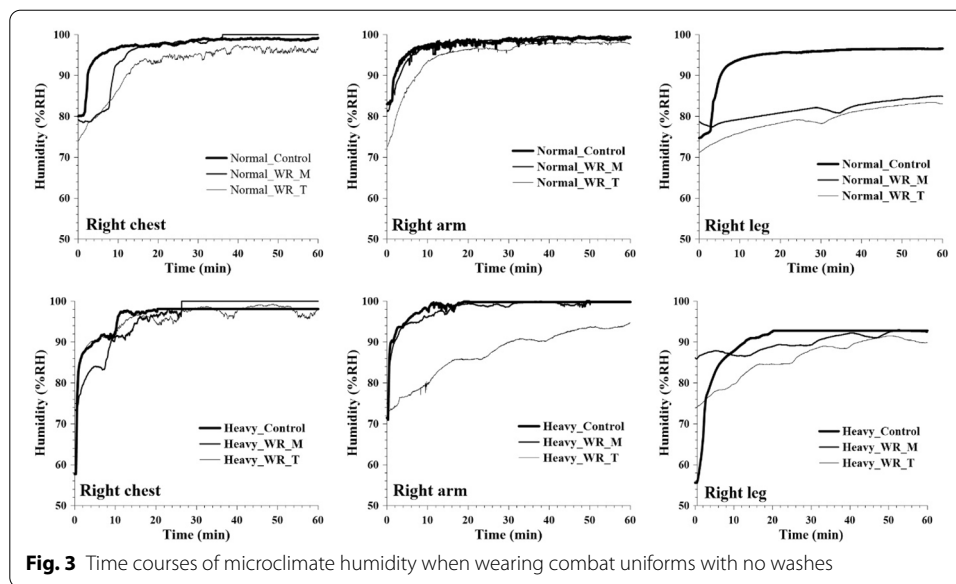 Humidity (%RH)
100
90
80
70
60
50
Normal_Control
Normal_WR_M
Normal_WR_T
Right chest
0 10 20 30 40 50 60
Time (min)
Humidity (%RH)
100
90
80
70
60
50
Normal_Control
Normal_WR_M
Normal_WR_T
Right arm
0 10 20 30 40 50 60
Time (min)
Humidity (%RH)
100
90
80
70
60
50
Normal_Control
Normal_WR_M
Normal_WR_T
Right leg
0 10 20 30 40 50 60
Time (min)
Humidity (%RH)
100
90
80
70
60
50
Heavy_Control
Heavy_WR_M
Heavy_WR_T
Right chest
0 10 20 30 40 50 60
Time (min)
Humidity (%RH)
100
90
80
70
60
50
Heavy_Control
Heavy_WR_M
Heavy_WR_T
Right arm
0 10 20 30 40 50 60
Time (min)
Humidity (%RH)
100
90
80
70
60
50
Heavy_Control
Heavy_WR_M
Heavy_WR_T
Right leg
0 10 20 30 40 50 60
Time (min)
Fig. 3 Time courses of microclimate humidity when wearing combat uniforms with no washes